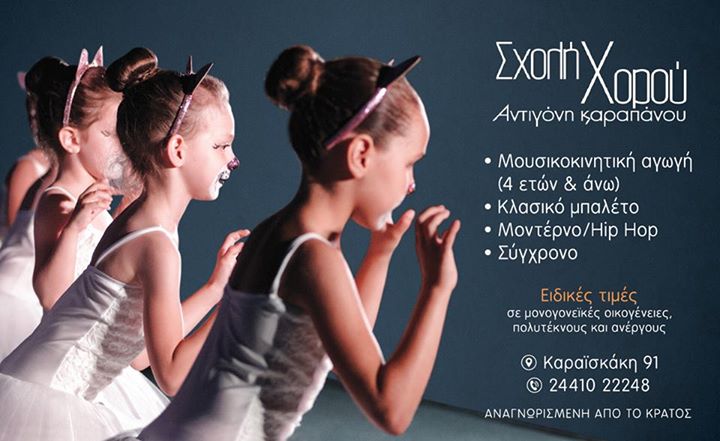 Σχολή Χορού
Αντιγόνη καραπάνου
• Μουσικοκινητική αγωγή
(4 ετών & άνω)
• Κλασικό μπαλέτο
• Μοντέρνο/Hip Hop
• Σύγχρονο
Ειδικές τιμές
σε μονογονεϊκές οικογένειες,
πολυτέκνους και ανέργους
Καραϊσκάκη 91
24410 22248
ΑΝΑΓΝΩΡΙΣΜΕΝΗ ΑΠΟ ΤΟ ΚΡΑΤΟΣ